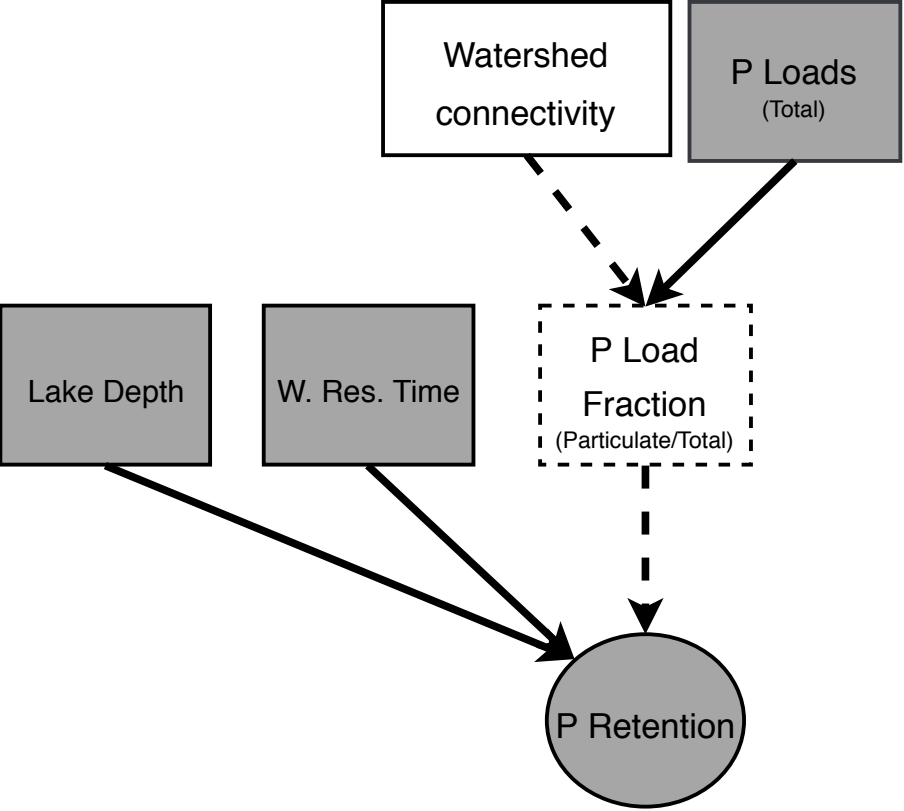 Watershed
connectivity
P Loads
(Total)
Lake Depth
W. Res. Time
P Load
Fraction
(Particulate/Total)
P Retention